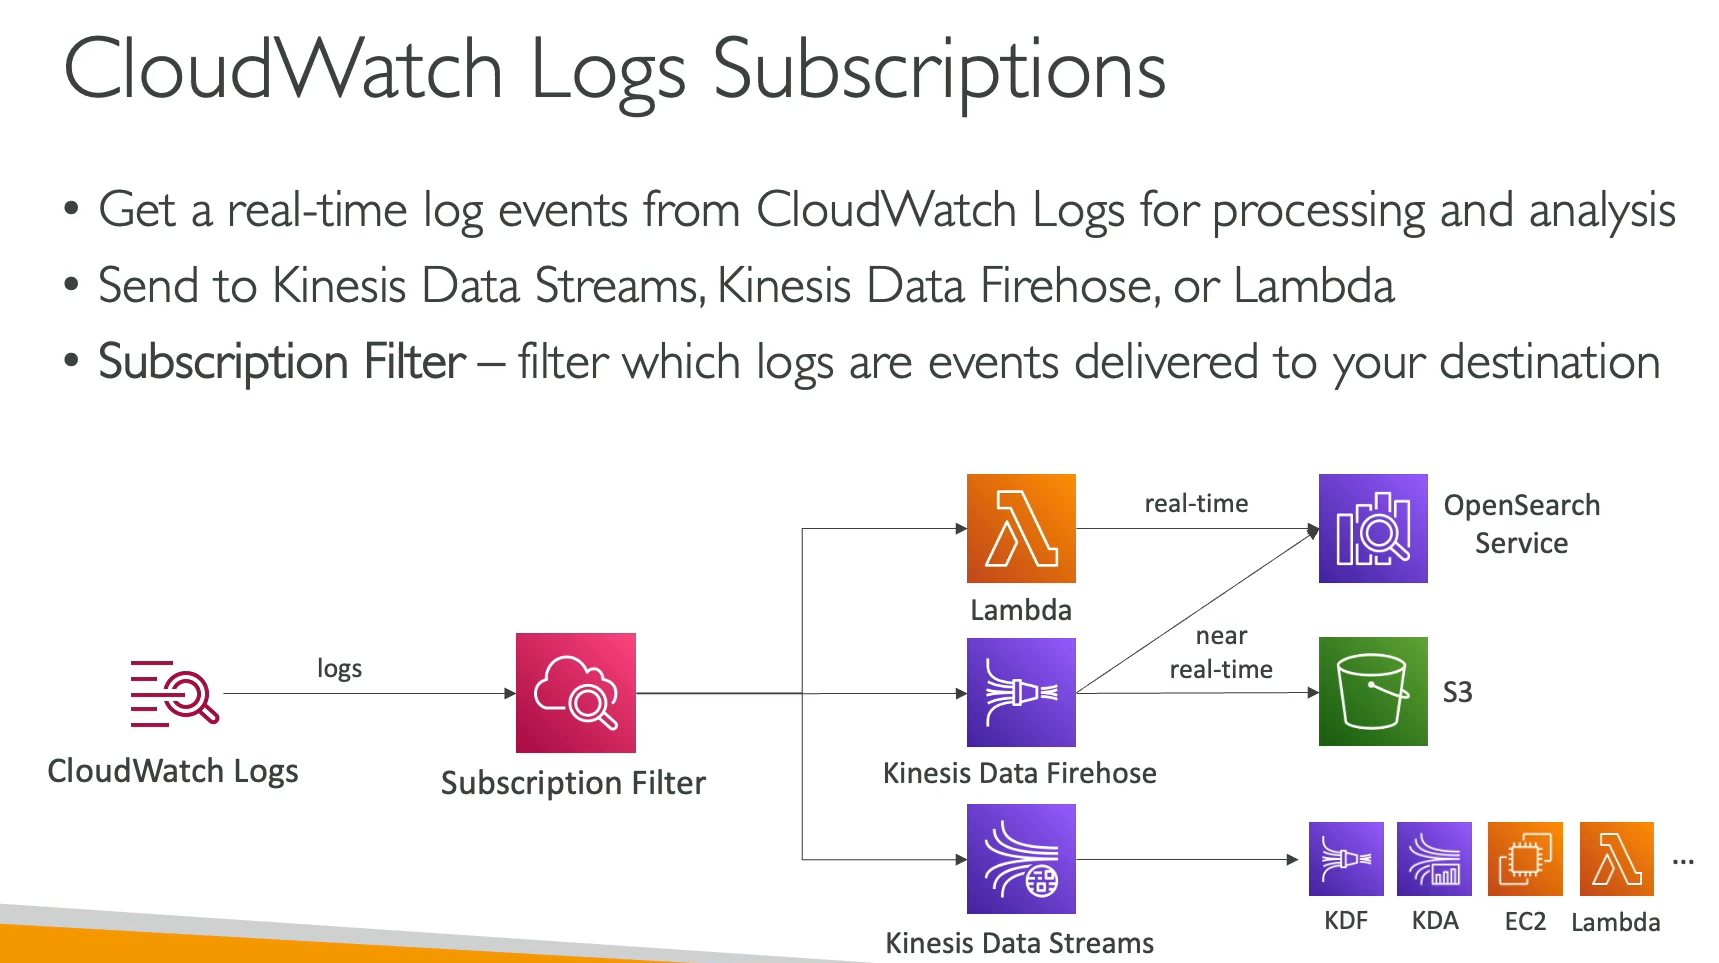 CloudWatch Logs Subscriptions
• Get a real-time log events from CloudWatch Logs for processing and analysis
• Send to Kinesis Data Streams, Kinesis Data Firehose, or Lambda
• Subscription Filter – filter which logs are events delivered to your destination
real-time
OpenSearch
Service
Lambda
near
real-time
logs
S3
CloudWatch Logs
Subscription Filter
Kinesis Data Firehose
...
KDF
KDA
EC2
Lambda
Kinesis Data Streams